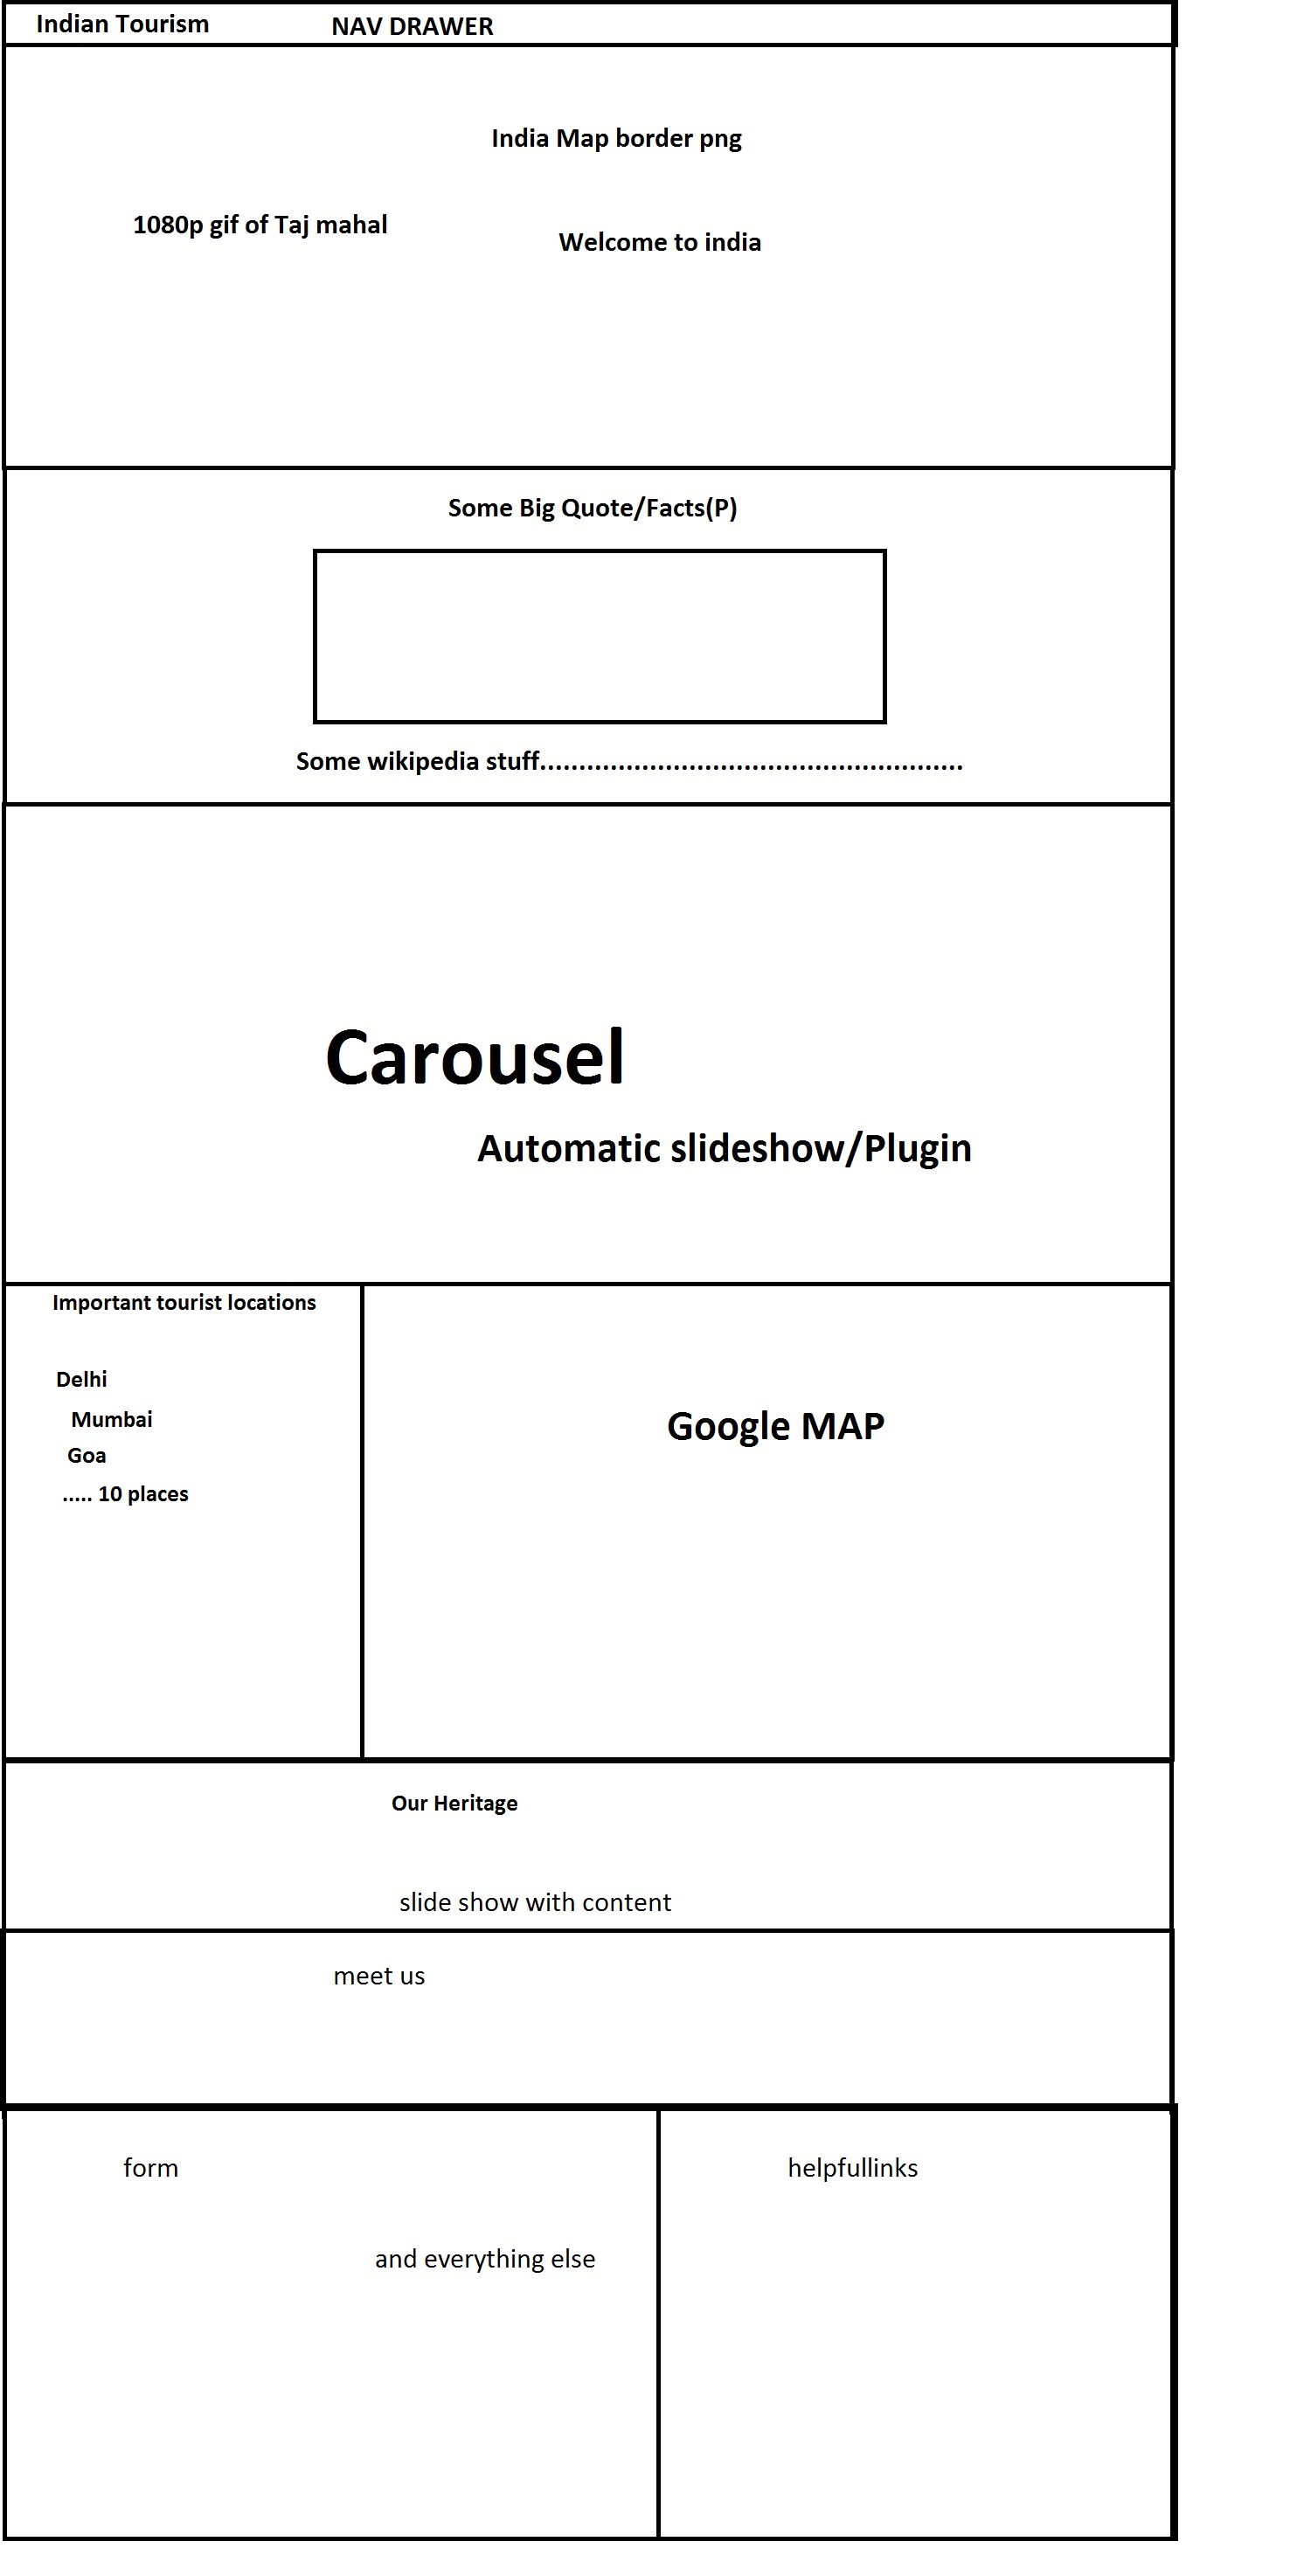 Indian Tourism
NAV DRAWER
India Map border png
1080p gif of Taj mahal
Welcome to india
Some Big Quote/Facts(P)
Some wikipedia stuff......................................................
Carousel
Automatic slideshow/Plugin
Important tourist locations
Delhi
Mumbai
Goa
..... 10 places
Google MAP
Our Heritage
slide show with content
meet us
form
and everything else
helpfullinks